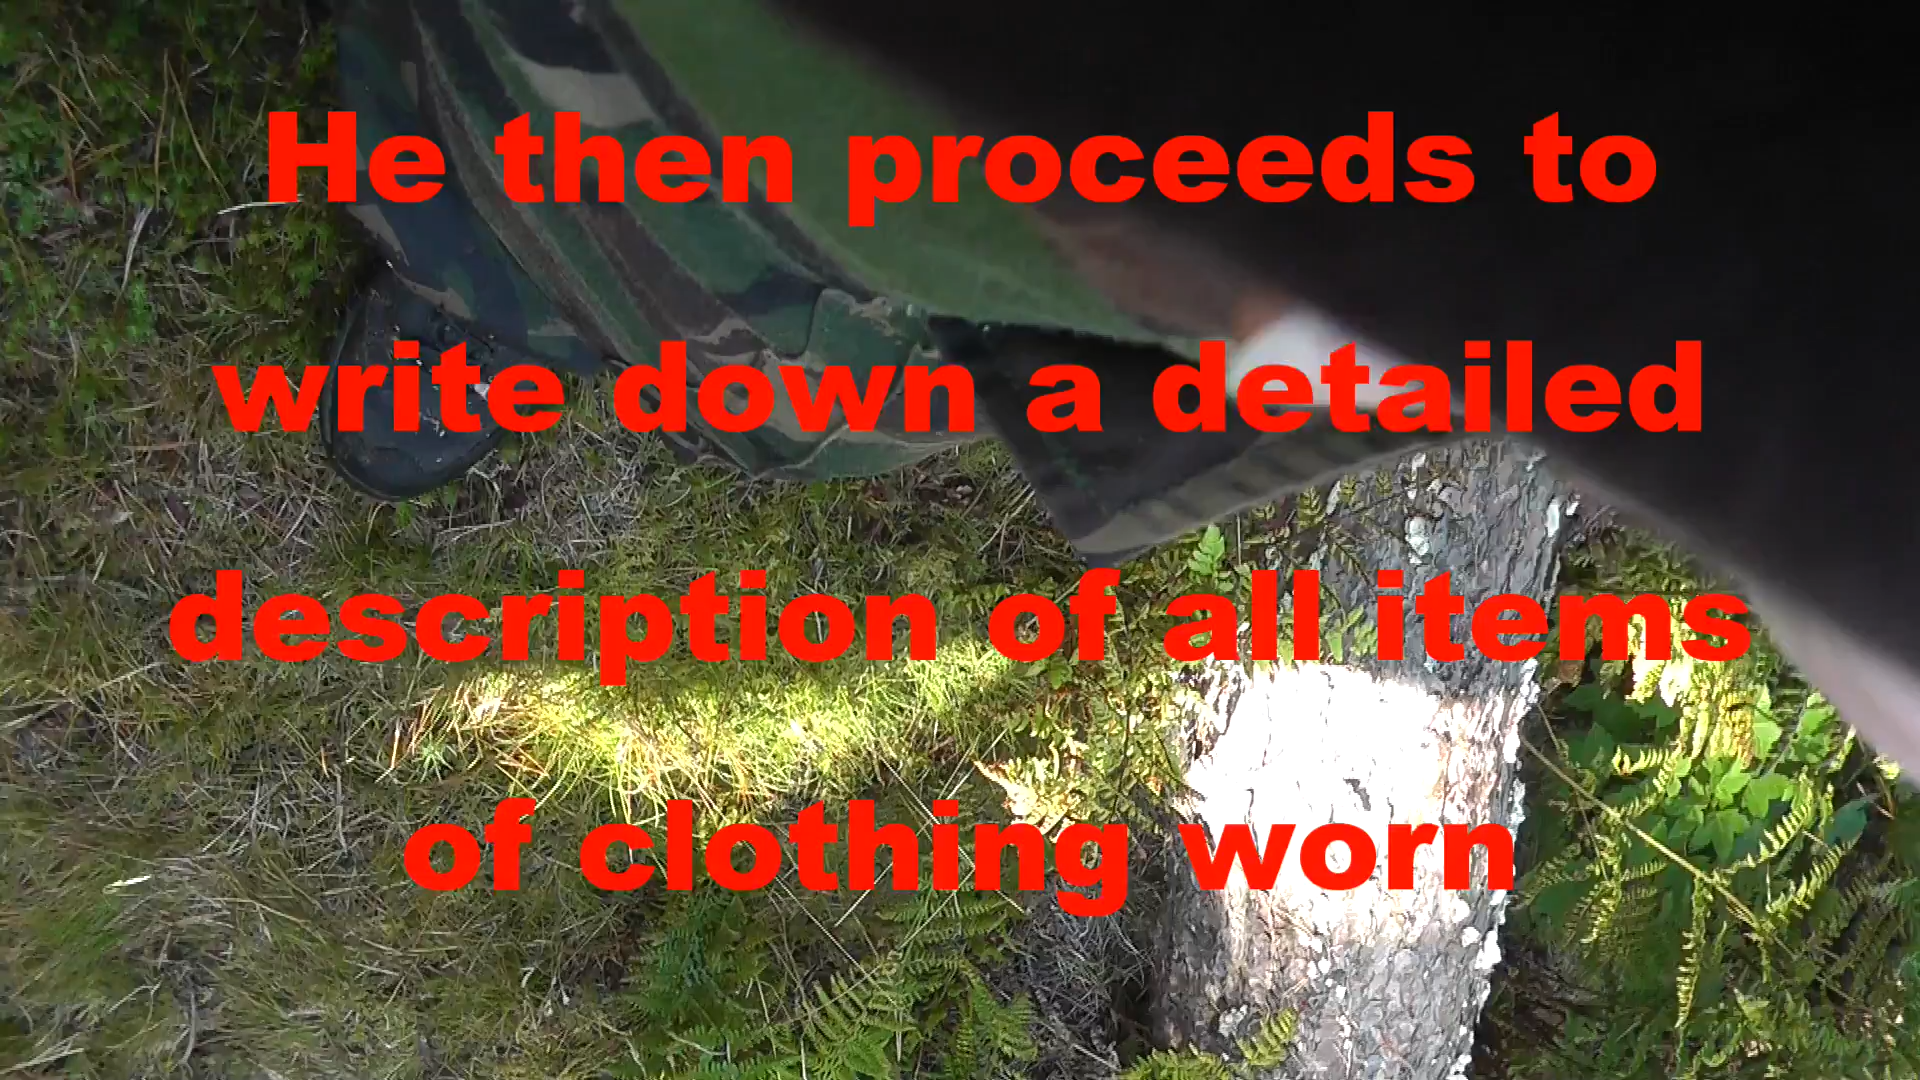 He then proceeds to
write down a detailed
description of all items
of clothing worn